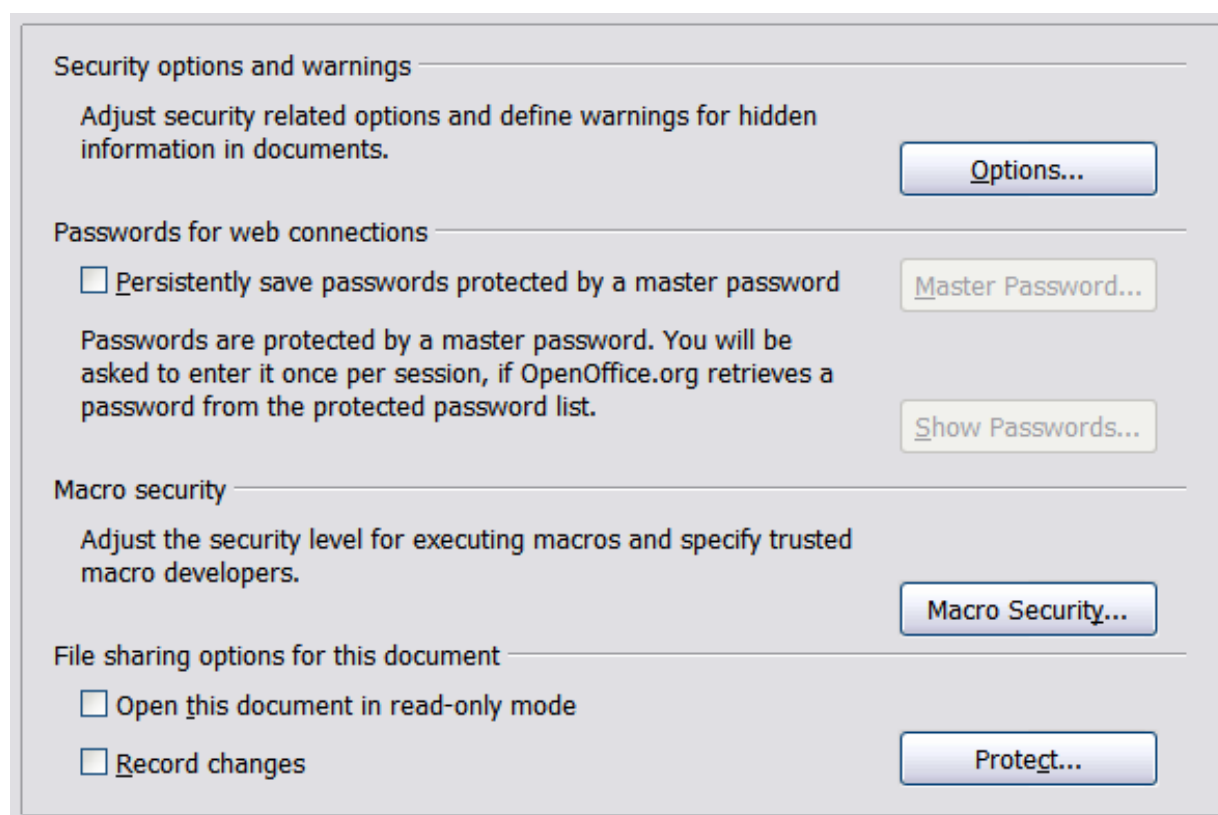 Security options and warnings
Adjust security related options and define warnings for hidden
information in documents.
Options...
Passwords for web connections
Persistently save passwords protected by a master password
Master Password...
Passwords are protected by a master password. You will be
asked to enter it once per session, if OpenOffice.org retrieves a
password from the protected password list.
Show Passwords...
Macro security
Adjust the security level for executing macros and specify trusted
macro developers.
Macro Security...
File sharing options for this document
Open this document in read-only mode
Record changes
Protect...